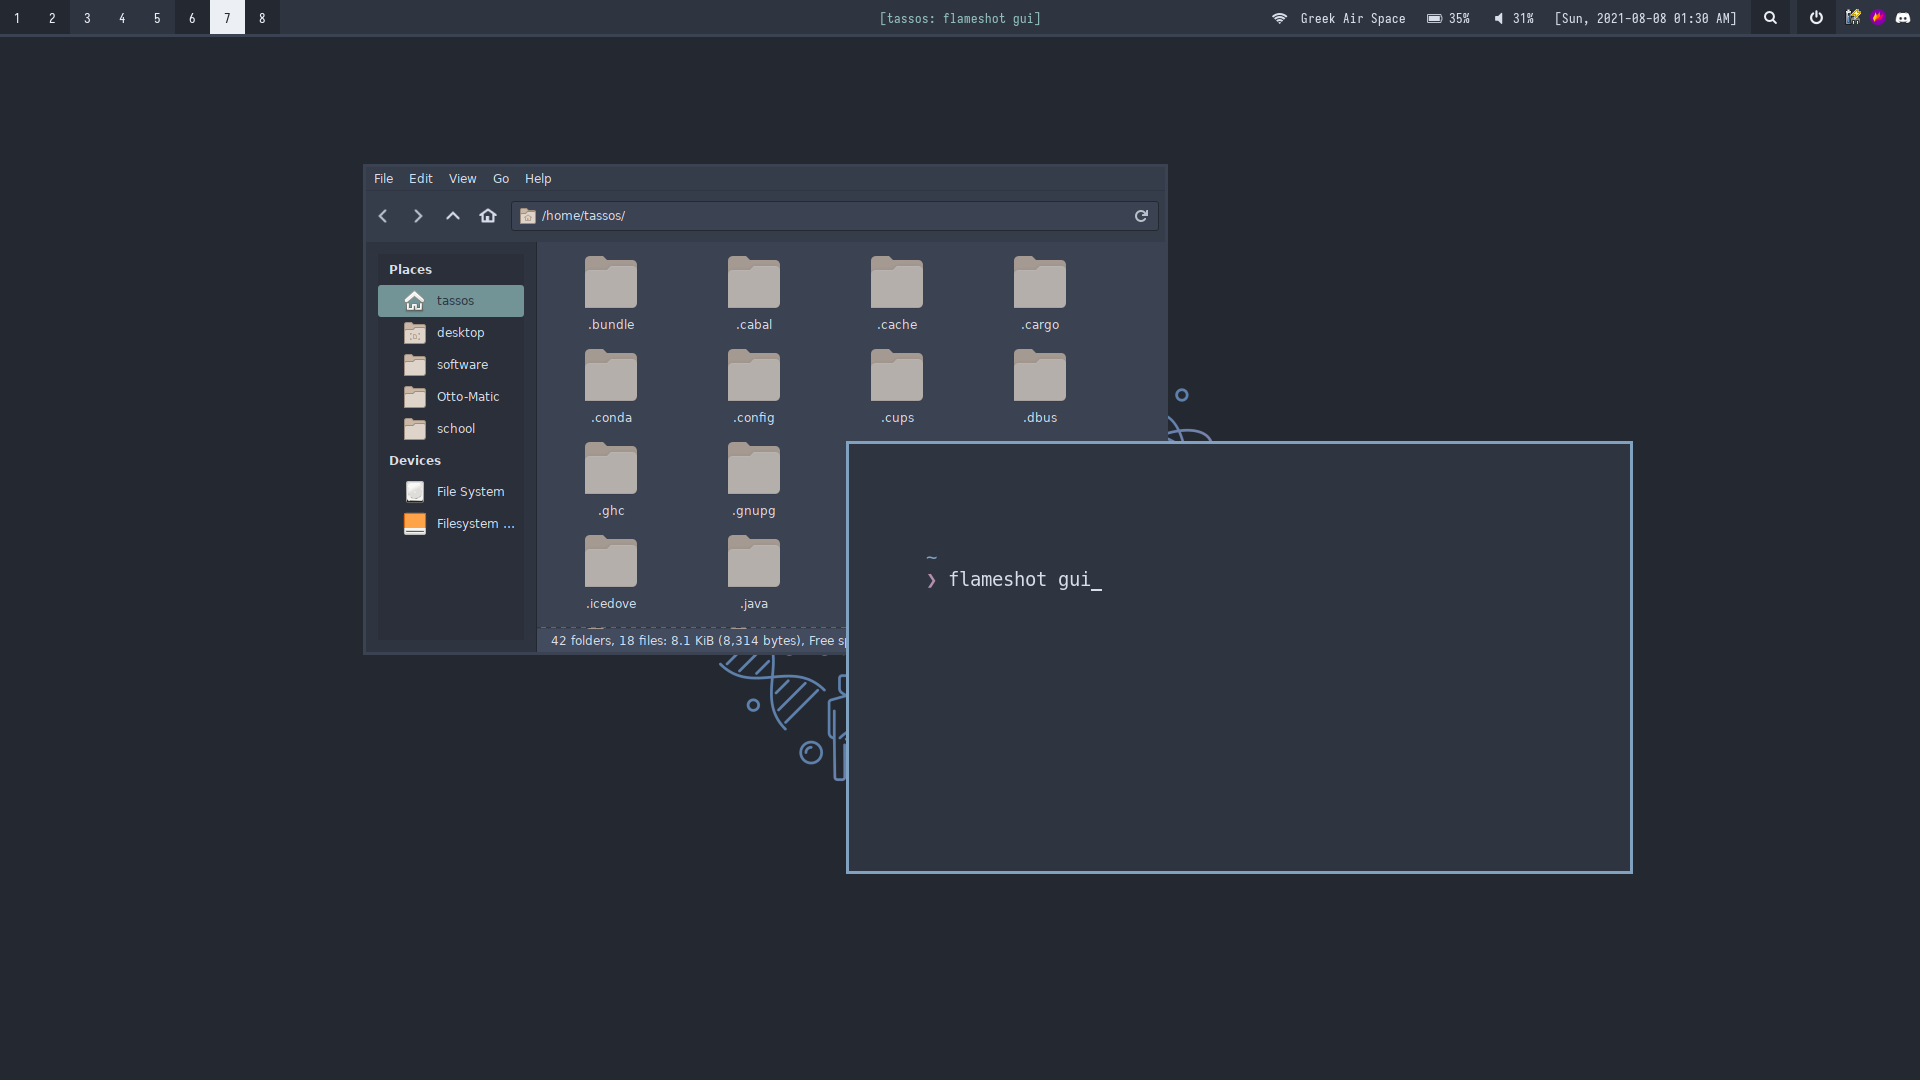 1 2 3 4 5 6 7 8 [tassos: flameshot gui] Greek Air Space 35% 31% [Sun, 2021-08-08 01:30 AM]
File Edit View Go Help
/home/tassos/
Places
tassos
desktop
software
Otto-Matic
school
Devices
File System
Filesystem ...
.bundle .cabal .cache .cargo
.conda .config .cups .dbus
.ghc .gnupg
.icedove .java
42 folders, 18 files: 8.1 KiB (8,314 bytes), Free
~
❯ flameshot gui_